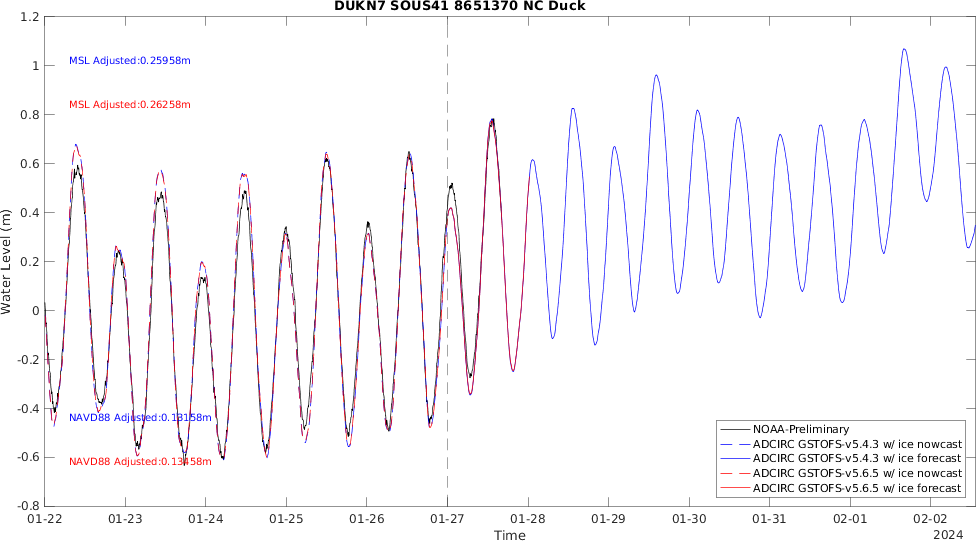 DUKN7 SOUS41 8651370 NC Duck
1.2
1
0.8
0.6
0.4
0.2
0
-0.2
-0.4
-0.6
-0.8
Water Level (m)
MSL Adjusted:0.25958m
MSL Adjusted:0.26258m
NAVD88 Adjusted:0.13158m
NAVD88 Adjusted:0.13458m
NOAA-Preliminary
ADCIRC GSTOFS-v5.4.3 w/ ice nowcast
ADCIRC GSTOFS-v5.4.3 w/ ice forecast
ADCIRC GSTOFS-v5.6.5 w/ ice nowcast
ADCIRC GSTOFS-v5.6.5 w/ ice forecast
01-22 01-23 01-24 01-25 01-26 01-27 01-28 01-29 01-30 01-31 02-01 02-02
Time
2024